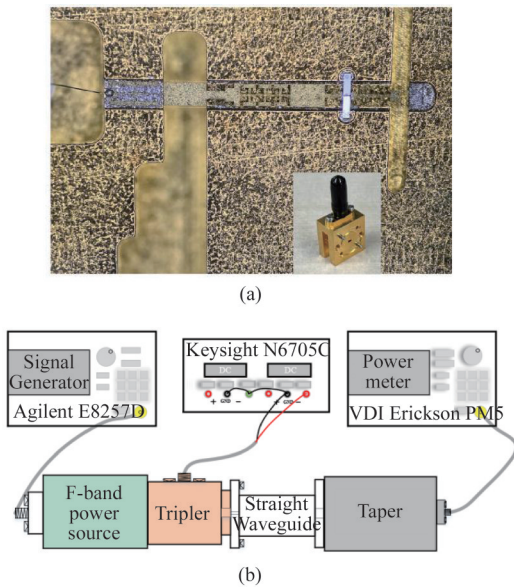 (a)
Signal
Generator
Agilent E8257D
Keysight N6705C
DC
DC
+
-
+
-
Power
meter
VDI Erickson PM5
F-band
power
source
Tripler
Straight
Waveguide
Taper
(b)